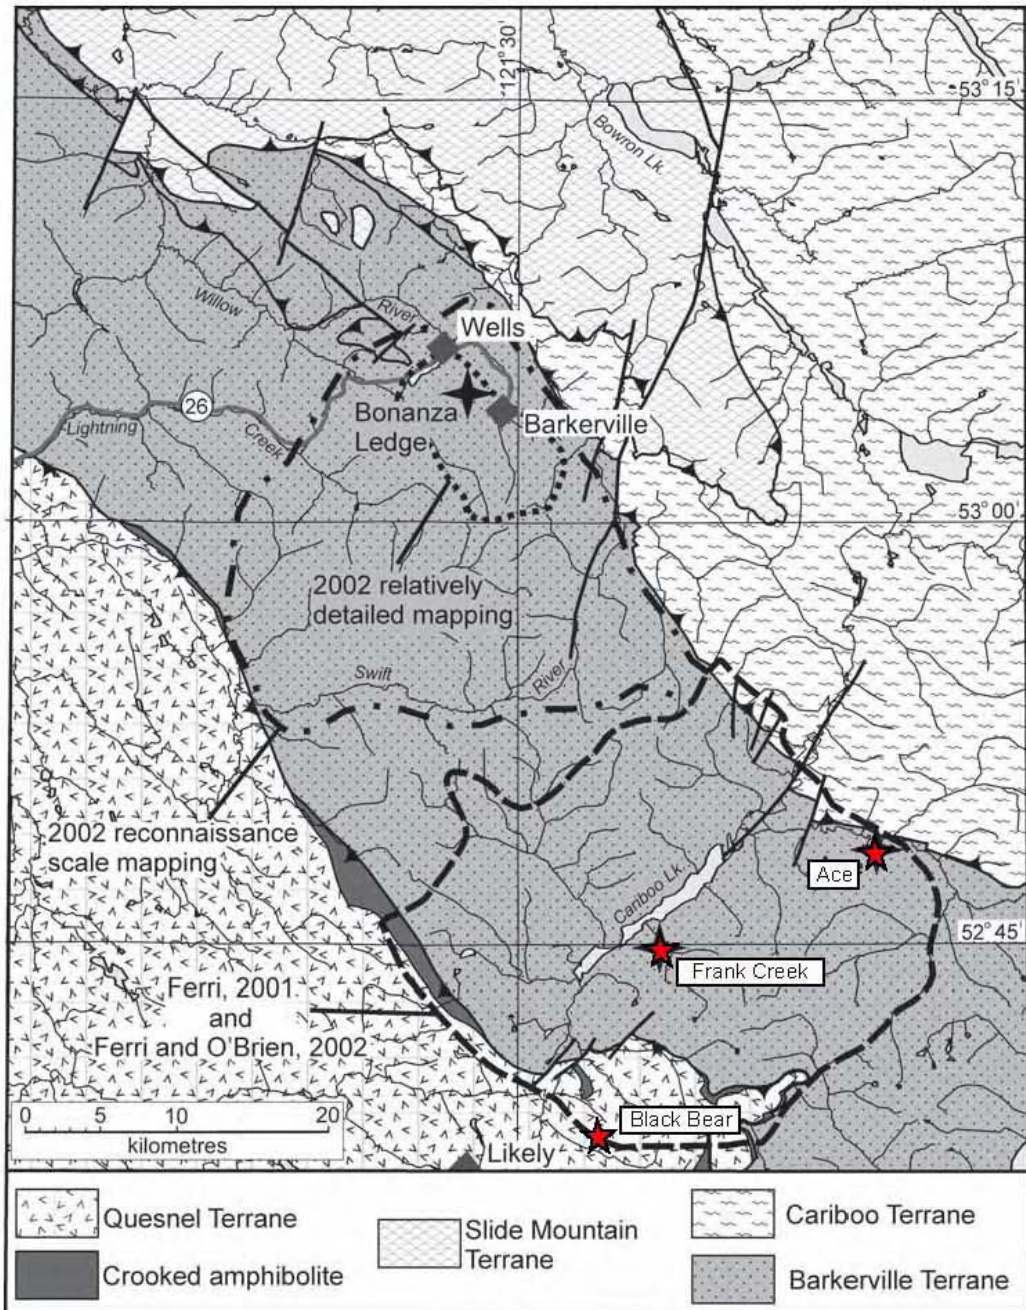 121° 30'
53° 15'
Bowron Lk.
Willow
River
Wells
26
Lightning
Creek
Bonanza
Ledge
Barkerville
53° 00'
2002 relatively
detailed mapping
Swift
River
2002 reconnaissance
scale mapping
Ace
Cariboo Lk.
52° 45'
Frank Creek
Ferri, 2001
and
Ferri and O'Brien, 2002
0 5 10 20
kilometres
Black Bear
Likely
Quesnel Terrane
Crooked amphibolite
Slide Mountain
Terrane
Cariboo Terrane
Barkerville Terrane